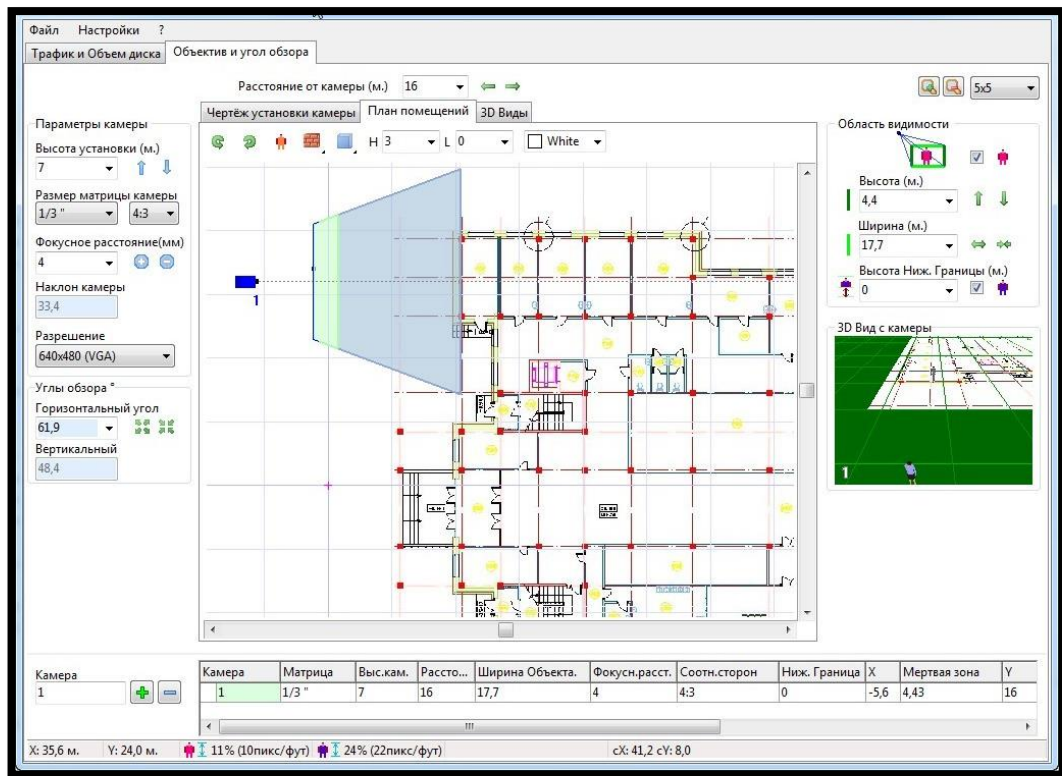 Файл Настройки ?
Трафик и Объем диска Объектив и угол обзора
Расстояние от камеры (м.) 16
5x5
Чертёж установки камеры План помещений 3D Виды
H 3 L 0 White
Параметры камеры
Высота установки (м.)
7
Размер матрицы камеры
1/3 " 4:3
Фокусное расстояние(мм)
4
Наклон камеры
33,4
Разрешение
640x480 (VGA)
Углы обзора °
Горизонтальный угол
61,9
Вертикальный
48,4
1
Область видимости
Высота (м.)
4,4
Ширина (м.)
17,7
Высота Ниж. Границы (м.)
0
3D Вид с камеры
1
Камера
1
Камера Матрица Выс.кам. Рассто... Ширина Объекта. Фокусн.расст. Соотн.сторон Ниж. Граница X Мертвая зона Y
1 1/3 " 7 16 17,7 4 4:3 0 -5,6 4,43 16
X: 35,6 м. Y: 24,0 м. 11% (10пикс/фут) 24% (22пикс/фут) cX: 41,2 cY: 8,0